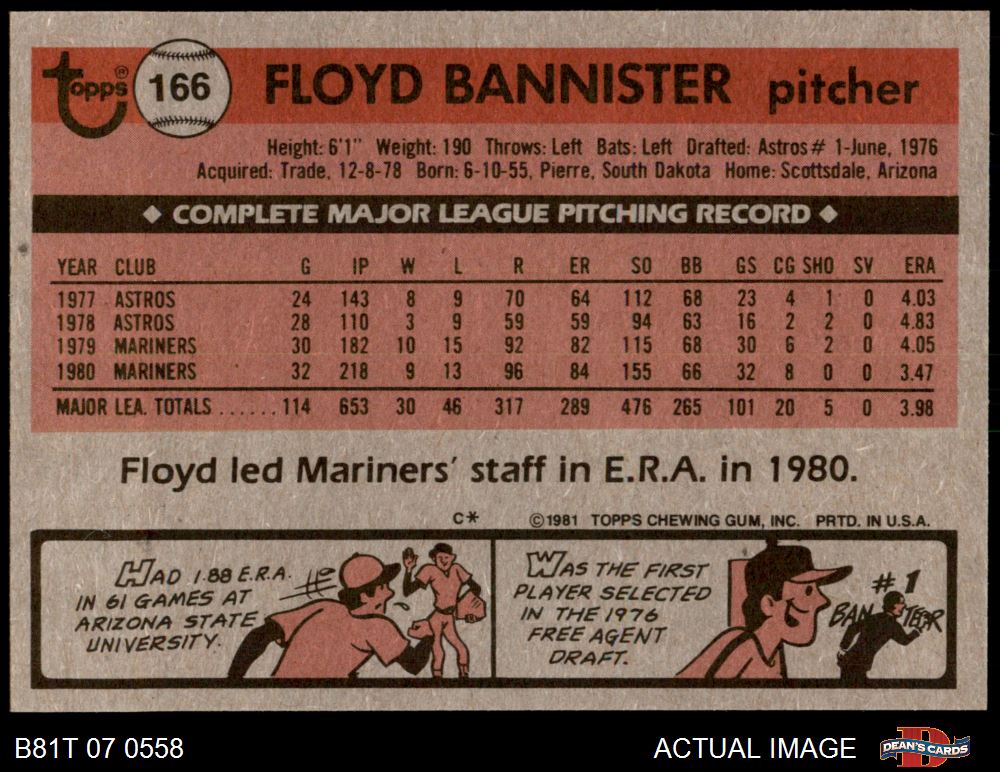 topps® 166 FLOYD BANNISTER pitcher
Height: 6'1" Weight: 190 Throws: Left Bats: Left Drafted: Astros # 1-June, 1976
Acquired: Trade, 12-8-78 Born: 6-10-55, Pierre, South Dakota Home: Scottsdale, Arizona
◆ COMPLETE MAJOR LEAGUE PITCHING RECORD ◆
YEAR CLUB G IP W L R ER SO BB GS CG SHO SV ERA
1977 ASTROS 24 143 8 9 70 64 112 68 23 4 1 0 4.03
1978 ASTROS 28 110 3 9 59 59 94 63 16 2 2 0 4.83
1979 MARINERS 30 182 10 15 92 82 115 68 30 6 2 0 4.05
1980 MARINERS 32 218 9 13 96 84 155 66 32 8 0 0 3.47
MAJOR LEA. TOTALS ...... 114 653 30 46 317 289 476 265 101 20 5 0 3.98
Floyd led Mariners' staff in E.R.A. in 1980.
C* ©1981 TOPPS CHEWING GUM, INC. PRTD. IN U.S.A.
HAD 1.88 E.R.A.
IN 61 GAMES AT
ARIZONA STATE
UNIVERSITY.
WAS THE FIRST
PLAYER SELECTED
IN THE 1976
FREE AGENT
DRAFT.
#1
B81T 07 0558 ACTUAL IMAGE DEAN'S CARDS